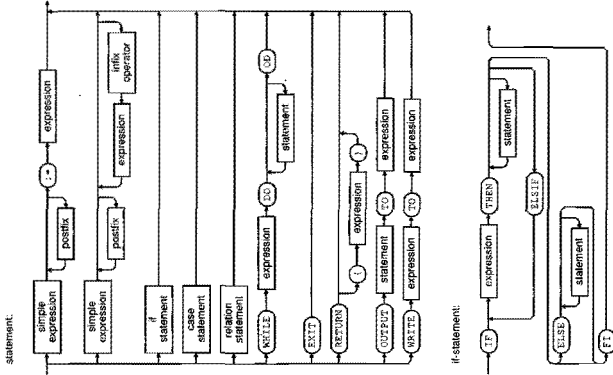 statement:
simple expression
postfix
:=
expression
simple expression
postfix
expression
infix operator
if statement
case statement
relation statement
WHILE
expression
DO
statement
OD
EXIT
RETURN
(
expression
)
OUTPUT
statement
TO
expression
WRITE
expression
TO
expression
if-statement:
IF
expression
THEN
statement
ELSIF
ELSE
statement
FI